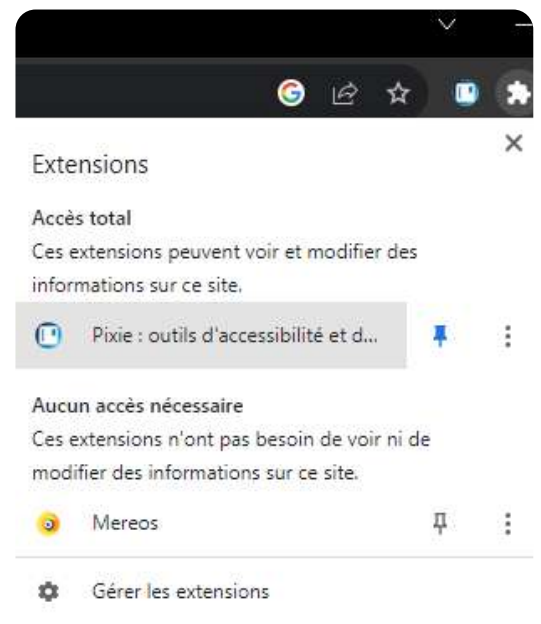 Extensions
Accès total
Ces extensions peuvent voir et modifier des
informations sur ce site.
Pixie : outils d'accessibilité et d...
Aucun accès nécessaire
Ces extensions n'ont pas besoin de voir ni de
modifier des informations sur ce site.
Mereos
Gérer les extensions